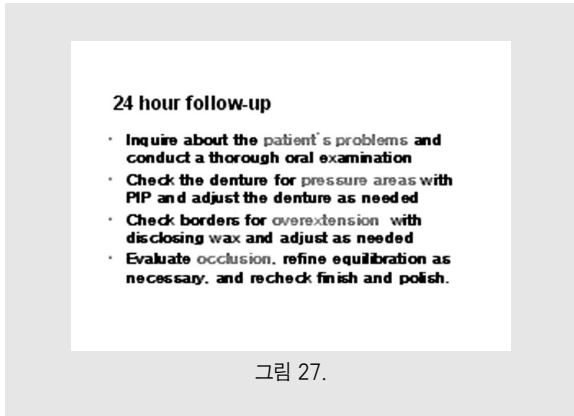 24 hour follow-up
· Inquire about the patient's problems and
conduct a thorough oral examination
· Check the denture for pressure areas with
PIP and adjust the denture as needed
· Check borders for overextension with
disclosing wax and adjust as needed
· Evaluate occlusion, refine equilibration as
necessary, and recheck finish and polish.
그림 27.